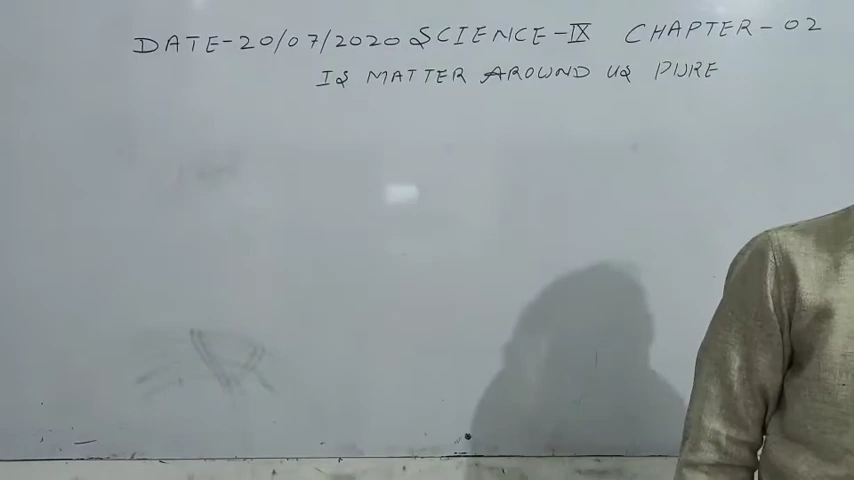 DATE-20/07/2020 SCIENCE-IX CHAPTER-02
IS MATTER AROUND US PURE